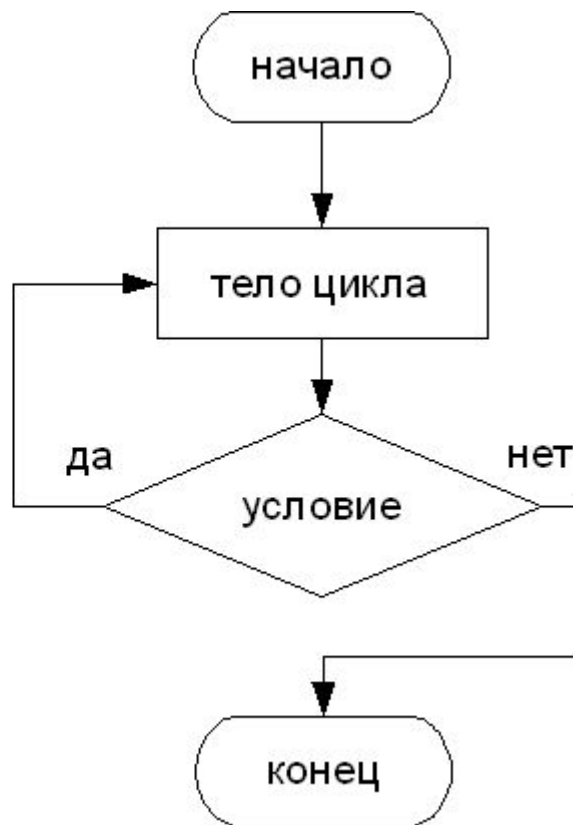 начало
тело цикла
да
нет
условие
конец